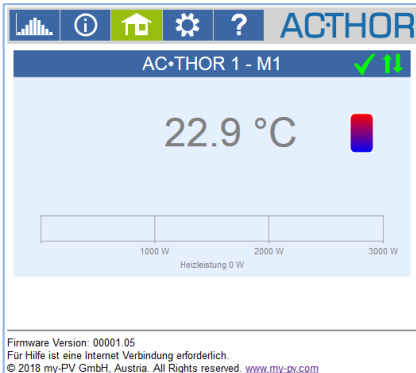 ? AC•THOR
AC•THOR 1 - M1
22.9 °C
1000 W 2000 W 3000 W
Heizleistung 0 W
Firmware Version: 00001.05
Für Hilfe ist eine Internet Verbindung erforderlich.
© 2018 my-PV GmbH, Austria. All Rights reserved. www.my-pv.com